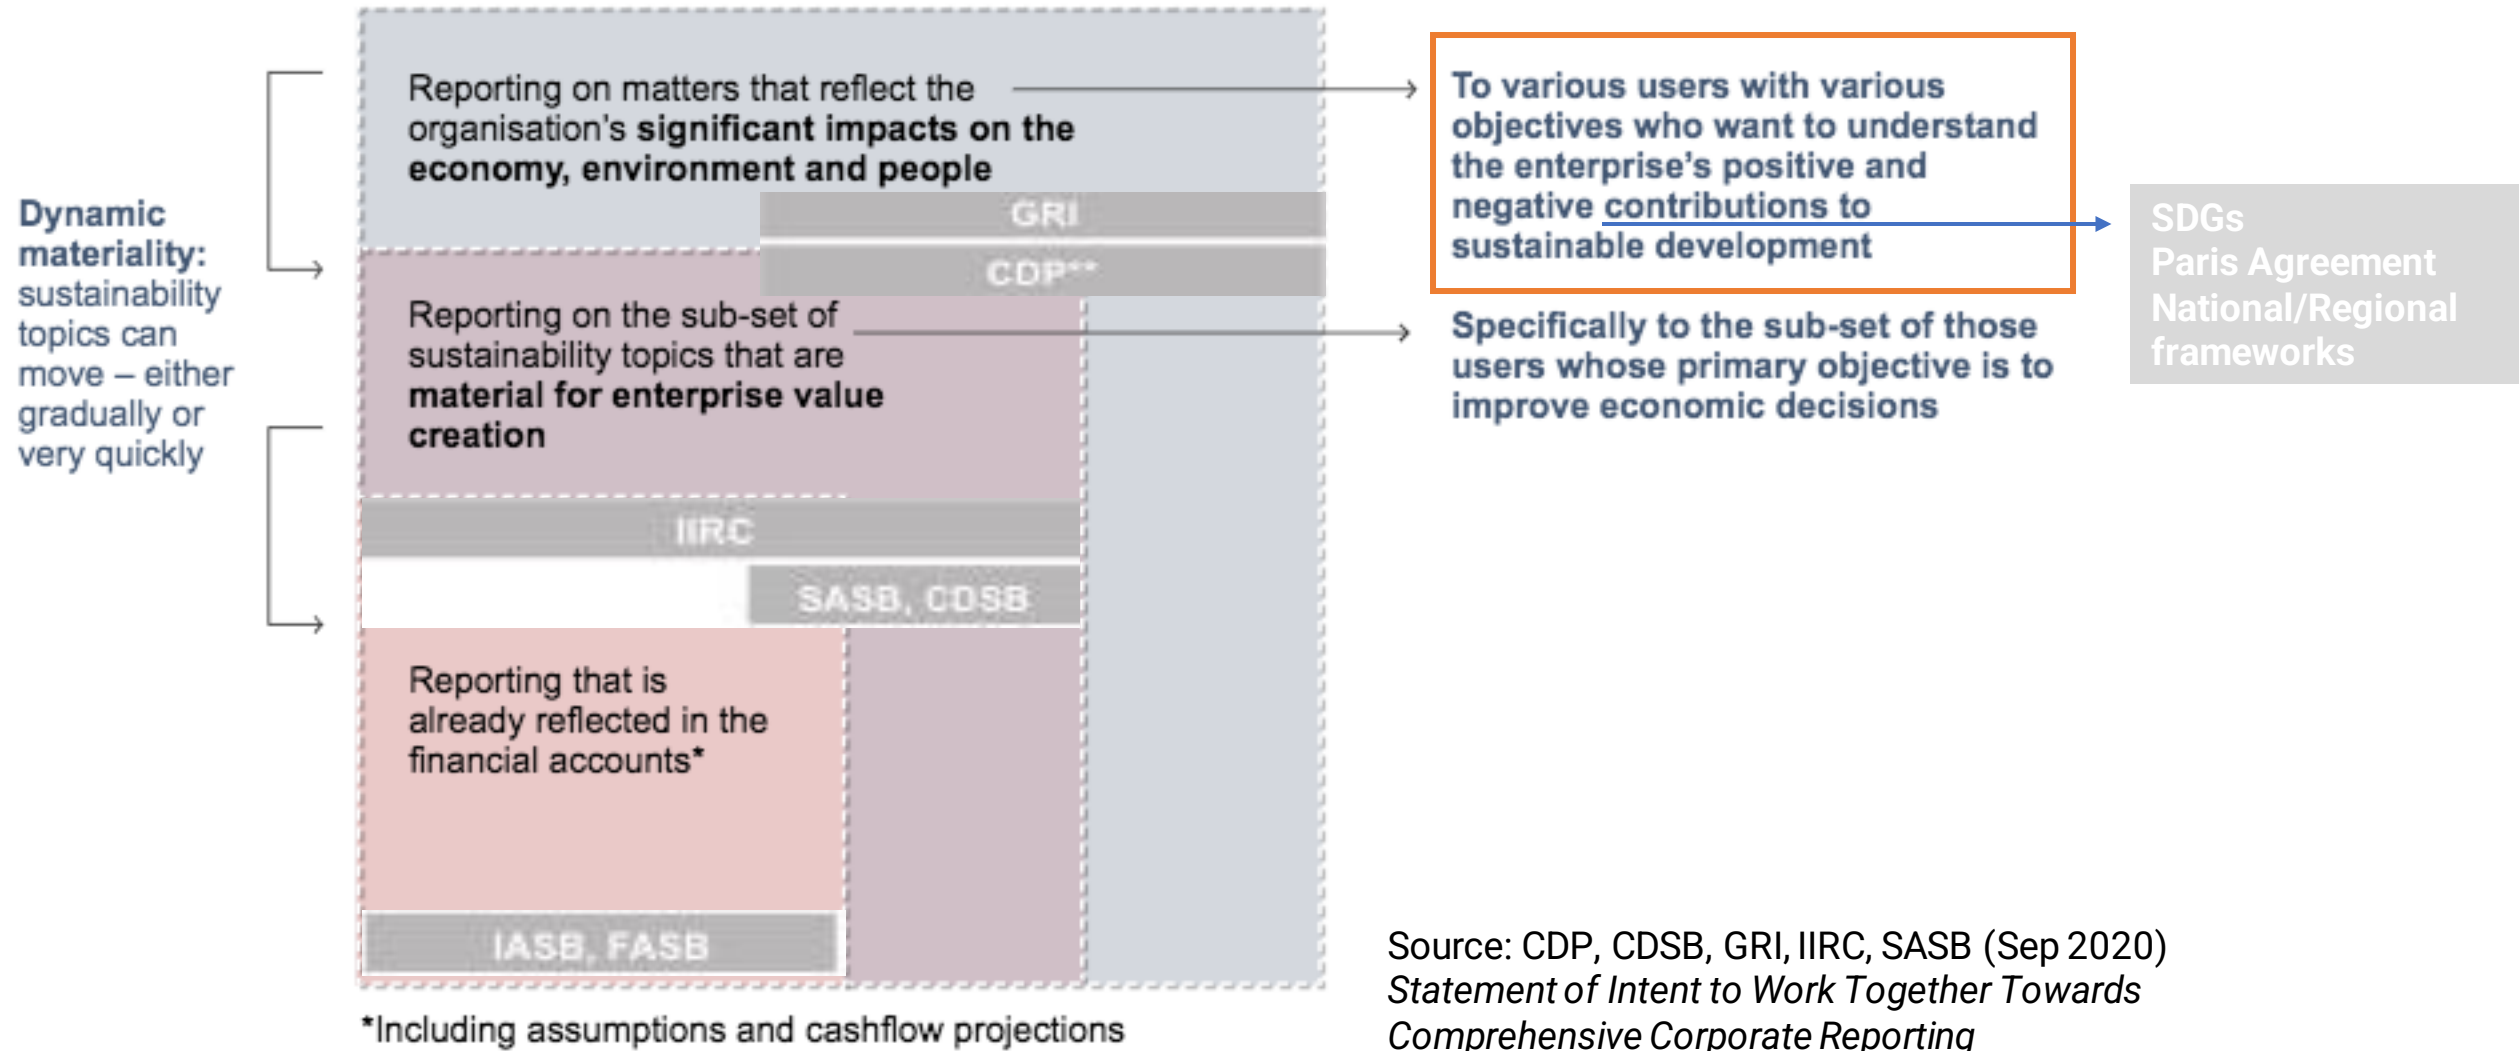 Dynamic
materiality:
sustainability
topics can
move – either
gradually or
very quickly
Reporting on matters that reflect the
organisation's significant impacts on the
economy, environment and people
GRI
CDP**
Reporting on the sub-set of
sustainability topics that are
material for enterprise value
creation
IIRC
SASB, CDSB
Reporting that is
already reflected in the
financial accounts*
IASB, FASB
*Including assumptions and cashflow projections
To various users with various
objectives who want to understand
the enterprise's positive and
negative contributions to
sustainable development
Specifically to the sub-set of those
users whose primary objective is to
improve economic decisions
SDGs
Paris Agreement
National/Regional
frameworks
Source: CDP, CDSB, GRI, IIRC, SASB (Sep 2020)
Statement of Intent to Work Together Towards
Comprehensive Corporate Reporting